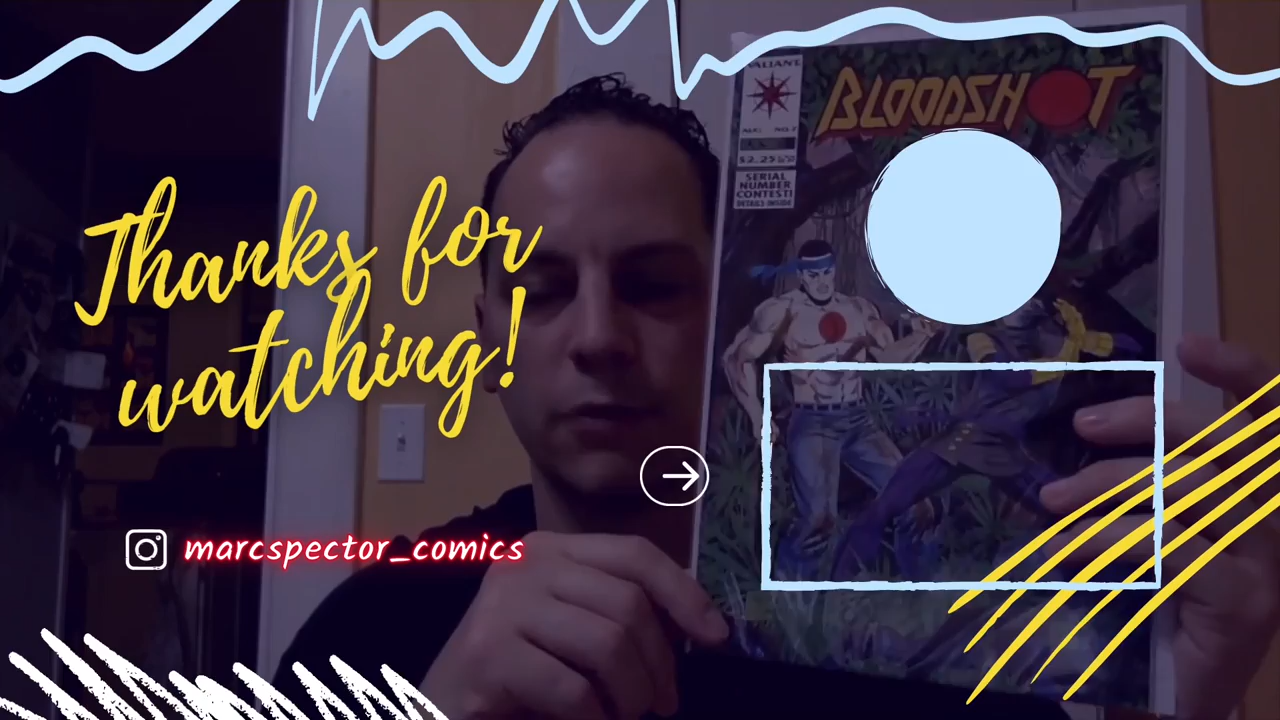 Thanks for
watching!
marcspector_comics
VALIANT
BLOODSHOT
$2.25
SERIAL
NUMBER
CONTEST!
DETAILS INSIDE